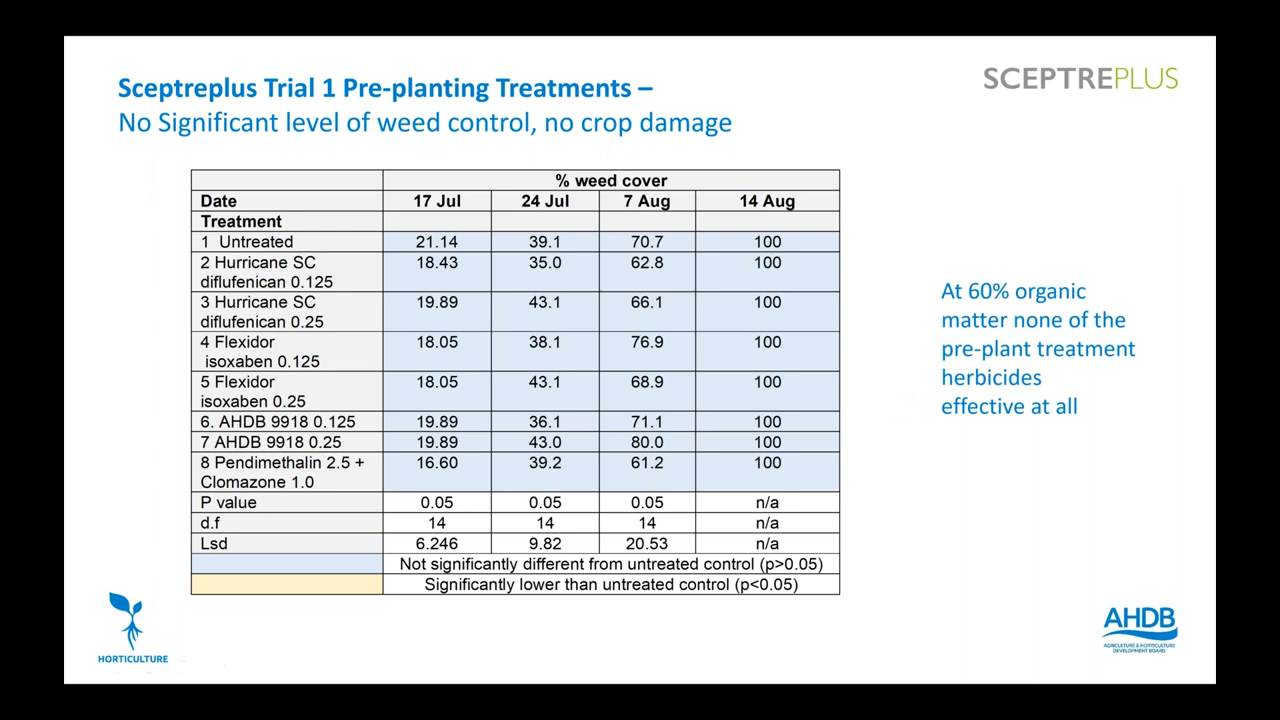 Sceptreplus Trial 1 Pre-planting Treatments –
No Significant level of weed control, no crop damage
SCEPTREPLUS
% weed cover
Date 17 Jul 24 Jul 7 Aug 14 Aug
Treatment
1 Untreated 21.14 39.1 70.7 100
2 Hurricane SC 18.43 35.0 62.8 100
diflufenican 0.125
3 Hurricane SC 19.89 43.1 66.1 100
diflufenican 0.25
4 Flexidor 18.05 38.1 76.9 100
isoxaben 0.125
5 Flexidor 18.05 43.1 68.9 100
isoxaben 0.25
6. AHDB 9918 0.125 19.89 36.1 71.1 100
7 AHDB 9918 0.25 19.89 43.0 80.0 100
8 Pendimethalin 2.5 + 16.60 39.2 61.2 100
Clomazone 1.0
P value 0.05 0.05 0.05 n/a
d.f 14 14 14 n/a
Lsd 6.246 9.82 20.53 n/a
Not significantly different from untreated control (p>0.05)
Significantly lower than untreated control (p<0.05)
At 60% organic
matter none of the
pre-plant treatment
herbicides
effective at all
HORTICULTURE
AHDB
AGRICULTURE & HORTICULTURE
DEVELOPMENT BOARD